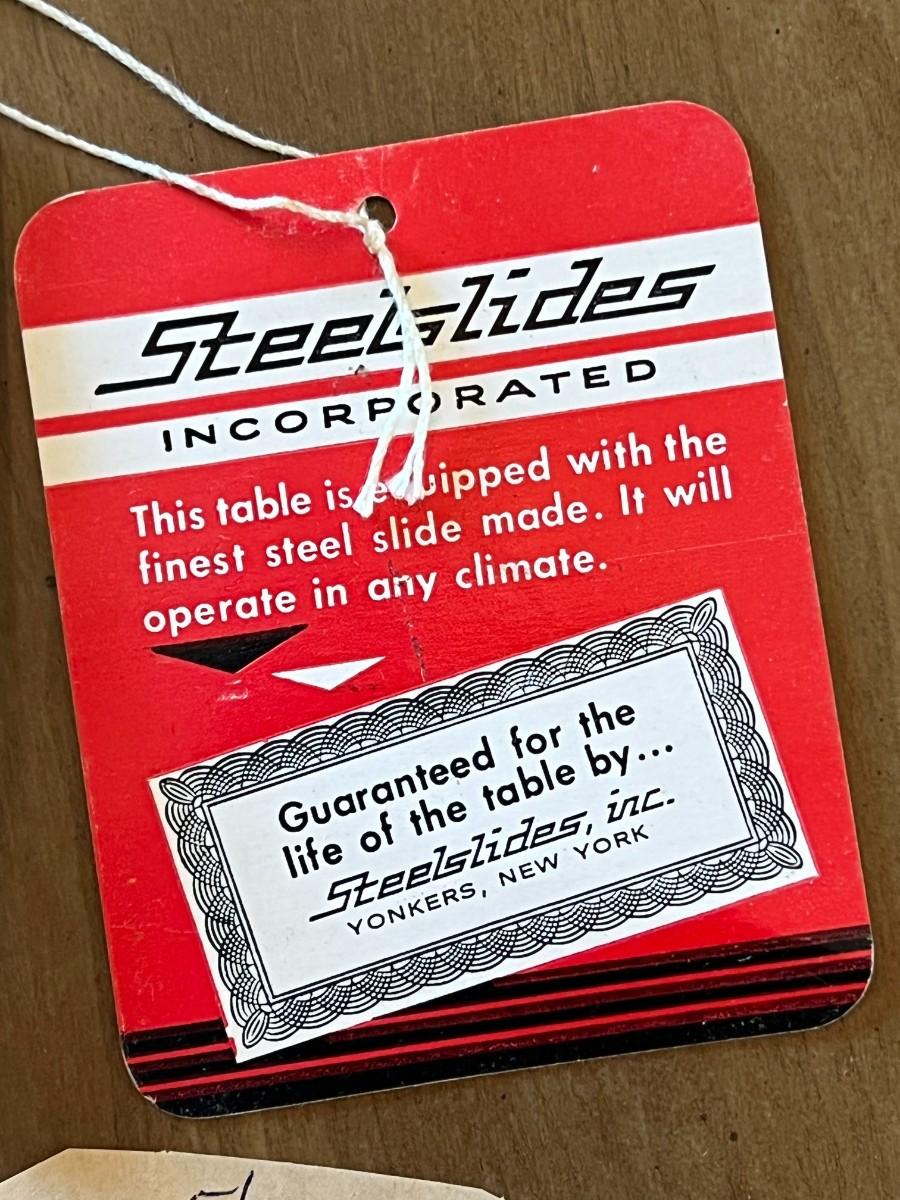 Steelslides
INCORPORATED
This table is equipped with the
finest steel slide made. It will
operate in any climate.
Guaranteed for the
life of the table by...
Steelslides, inc.
YONKERS, NEW YORK